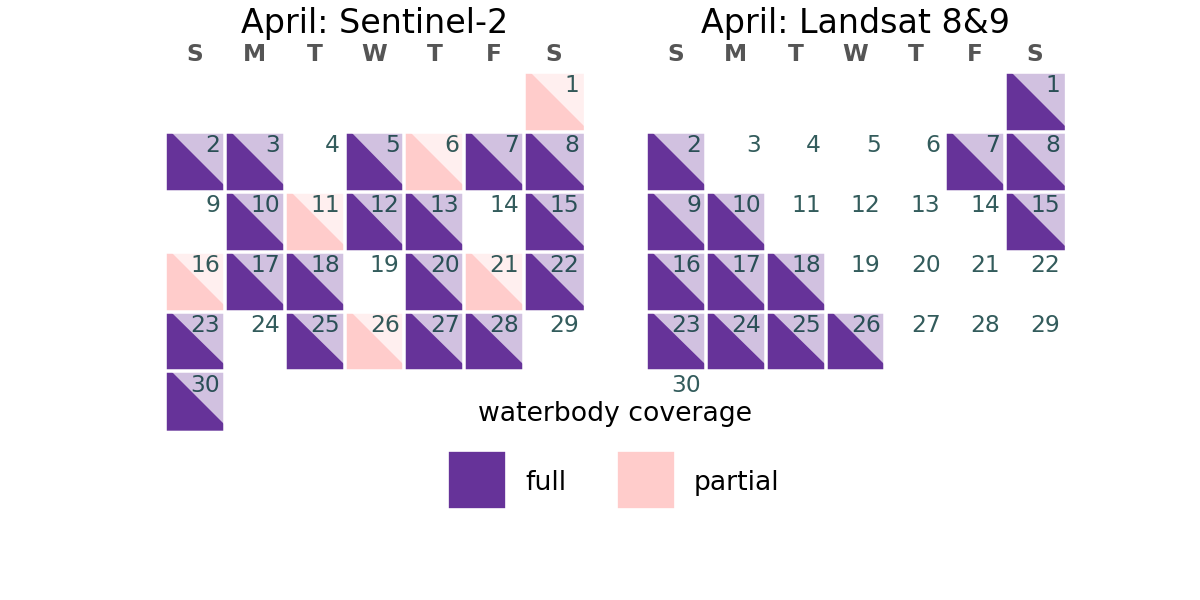 April: Sentinel-2
S M T W T F S
1
2 3 4 5 6 7 8
9 10 11 12 13 14 15
16 17 18 19 20 21 22
23 24 25 26 27 28 29
30
April: Landsat 8&9
S M T W T F S
1
2 3 4 5 6 7 8
9 10 11 12 13 14 15
16 17 18 19 20 21 22
23 24 25 26 27 28 29
30
waterbody coverage
full partial